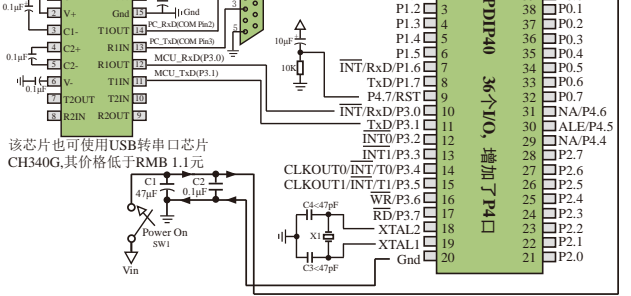 0.1μF
2 V+
Gnd 15
Gnd
3 C1-
T1OUT 14
PC_RxD(COM Pin2)
4 C2+
R1IN 13
PC_TxD(COM Pin3)
0.1μF
5 C2-
R1OUT 12
MCU_RxD(P3.0)
6 V-
T1IN 11
MCU_TxD(P3.1)
0.1μF
7 T2OUT
T2IN 10
8 R2IN
R2OUT 9
3
5
10μF
10K
该芯片也可使用USB转串口芯片
CH340G,其价格低于RMB 1.1元
C1
47μF
C2
0.1μF
Power On
SW1
Vin
C4<47pF
X1
C3<47pF
P1.2 3
P1.3 4
P1.4 5
P1.5 6
INT/RxD/P1.6 7
TxD/P1.7 8
P4.7/RST 9
INT/RxD/P3.0 10
TxD/P3.1 11
INT0/P3.2 12
INT1/P3.3 13
CLKOUT0/INT/T0/P3.4 14
CLKOUT1/INT/T1/P3.5 15
WR/P3.6 16
RD/P3.7 17
XTAL2 18
XTAL1 19
Gnd 20
PDIP40
36个I/O, 增加了P4口
38 P0.1
37 P0.2
36 P0.3
35 P0.4
34 P0.5
33 P0.6
32 P0.7
31 NA/P4.6
30 ALE/P4.5
29 NA/P4.4
28 P2.7
27 P2.6
26 P2.5
25 P2.4
24 P2.3
23 P2.2
22 P2.1
21 P2.0